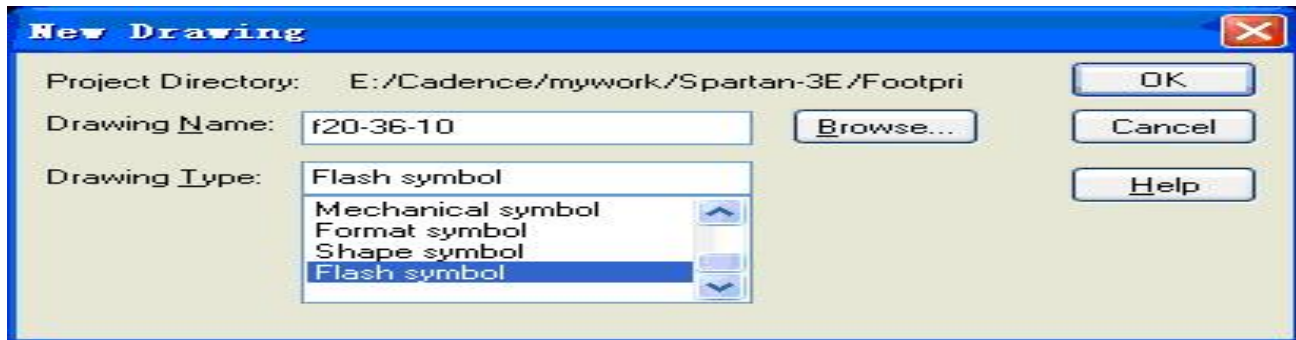 New Drawing
Project Directory: E:/Cadence/mywork/Spartan-3E/Footpri OK
Drawing Name: f20-36-10 Browse... Cancel
Drawing Type: Flash symbol Help
Mechanical symbol
Format symbol
Shape symbol
Flash symbol